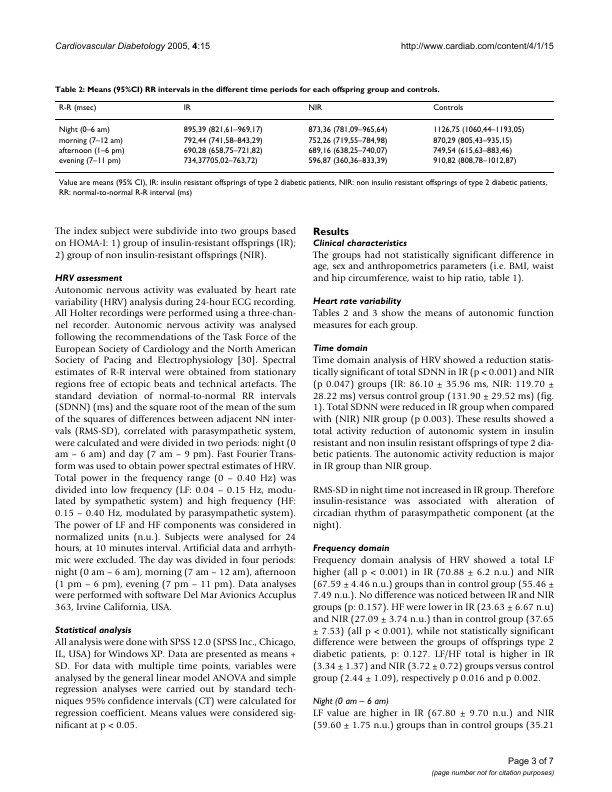 Cardiovascular Diabetology 2005, 4:15
http://www.cardiab.com/content/4/1/15
Table 2: Means (95%CI) RR intervals in the different time periods for each offspring group and controls.
R-R (msec) IR NIR Controls
Night (0–6 am) 895,39 (821,61–969,17) 873,36 (781,09–965,64) 1126,75 (1060,44–1193,05)
morning (7–12 am) 792,44 (741,58–843,29) 752,26 (719,55–784,98) 870,29 (805,43–935,15)
afternoon (1–6 pm) 690,28 (658,75–721,82) 689,16 (638,25–740,07) 749,54 (615,63–883,46)
evening (7–11 pm) 734,37705,02–763,72) 596,87 (360,36–833,39) 910,82 (808,78–1012,87)
Value are means (95% CI), IR: insulin resistant offsprings of type 2 diabetic patients, NIR: non insulin resistant offsprings of type 2 diabetic patients,
RR: normal-to-normal R-R interval (ms)
The index subject were subdivide into two groups based
on HOMA-I: 1) group of insulin-resistant offsprings (IR);
2) group of non insulin-resistant offsprings (NIR).
HRV assessment
Autonomic nervous activity was evaluated by heart rate
variability (HRV) analysis during 24-hour ECG recording.
All Holter recordings were performed using a three-chan-
nel recorder. Autonomic nervous activity was analysed
following the recommendations of the Task Force of the
European Society of Cardiology and the North American
Society of Pacing and Electrophysiology [30]. Spectral
estimates of R-R interval were obtained from stationary
regions free of ectopic beats and technical artefacts. The
standard deviation of normal-to-normal RR intervals
(SDNN) (ms) and the square root of the mean of the sum
of the squares of differences between adjacent NN inter-
vals (RMS-SD), correlated with parasympathetic system,
were calculated and were divided in two periods: night (0
am – 6 am) and day (7 am – 9 pm). Fast Fourier Trans-
form was used to obtain power spectral estimates of HRV.
Total power in the frequency range (0 – 0.40 Hz) was
divided into low frequency (LF: 0.04 – 0.15 Hz, modu-
lated by sympathetic system) and high frequency (HF:
0.15 – 0.40 Hz, modulated by parasympathetic system).
The power of LF and HF components was considered in
normalized units (n.u.). Subjects were analysed for 24
hours, at 10 minutes interval. Artificial data and arrhyth-
mic were excluded. The day was divided in four periods:
night (0 am – 6 am), morning (7 am – 12 am), afternoon
(1 pm – 6 pm), evening (7 pm – 11 pm). Data analyses
were performed with software Del Mar Avionics Accuplus
363, Irvine California, USA.
Statistical analysis
All analysis were done with SPSS 12.0 (SPSS Inc., Chicago,
IL, USA) for Windows XP. Data are presented as means +
SD. For data with multiple time points, variables were
analysed by the general linear model ANOVA and simple
regression analyses were carried out by standard tech-
niques 95% confidence intervals (CT) were calculated for
regression coefficient. Means values were considered sig-
nificant at p < 0.05.
Results
Clinical characteristics
The groups had not statistically significant difference in
age, sex and anthropometrics parameters (i.e. BMI, waist
and hip circumference, waist to hip ratio, table 1).
Heart rate variability
Tables 2 and 3 show the means of autonomic function
measures for each group.
Time domain
Time domain analysis of HRV showed a reduction statis-
tically significant of total SDNN in IR (p < 0.001) and NIR
(p 0.047) groups (IR: 86.10 ± 35.96 ms, NIR: 119.70 ±
28.22 ms) versus control group (131.90 ± 29.52 ms) (fig.
1). Total SDNN were reduced in IR group when compared
with (NIR) NIR group (p 0.003). These results showed a
total activity reduction of autonomic system in insulin
resistant and non insulin resistant offsprings of type 2 dia-
betic patients. The autonomic activity reduction is major
in IR group than NIR group.
RMS-SD in night time not increased in IR group. Therefore
insulin-resistance was associated with alteration of
circadian rhythm of parasympathetic component (at the
night).
Frequency domain
Frequency domain analysis of HRV showed a total LF
higher (all p < 0.001) in IR (70.88 ± 6.2 n.u.) and NIR
(67.59 ± 4.46 n.u.) groups than in control group (55.46 ±
7.49 n.u.). No difference was noticed between IR and NIR
groups (p: 0.157). HF were lower in IR (23.63 ± 6.67 n.u)
and NIR (27.09 ± 3.74 n.u.) than in control group (37.65
± 7.53) (all p < 0.001), while not statistically significant
difference were between the groups of offsprings type 2
diabetic patients, p: 0.127. LF/HF total is higher in IR
(3.34 ± 1.37) and NIR (3.72 ± 0.72) groups versus control
group (2.44 ± 1.09), respectively p 0.016 and p 0.002.
Night (0 am – 6 am)
LF value are higher in IR (67.80 ± 9.70 n.u.) and NIR
(59.60 ± 1.75 n.u.) groups than in control groups (35.21
Page 3 of 7
(page number not for citation purposes)